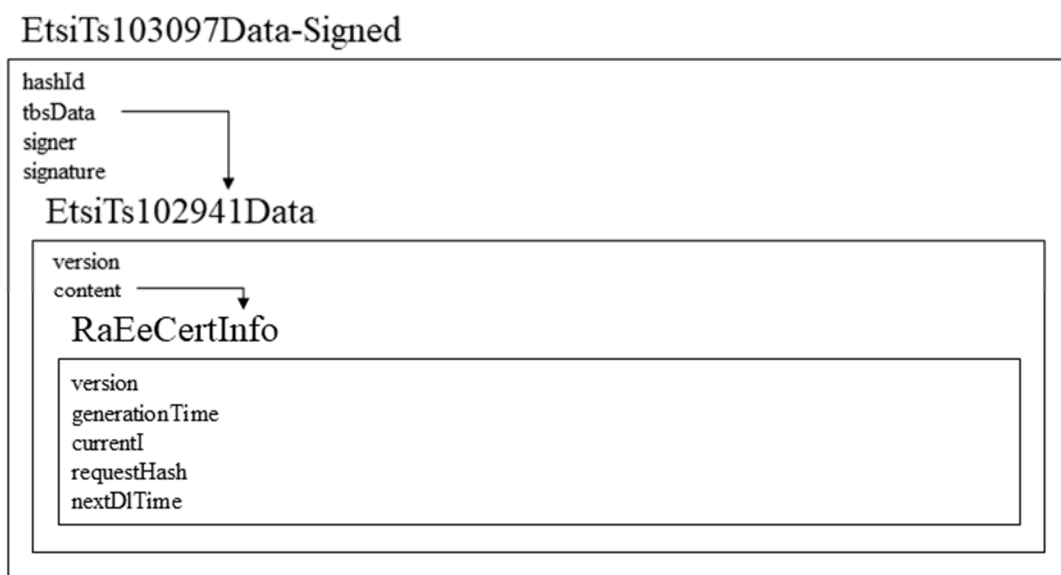 EtsiTs103097Data-Signed
hashId
tbsData
signer
signature
EtsiTs102941Data
version
content
RaEeCertInfo
version
generationTime
currentI
requestHash
nextDlTime